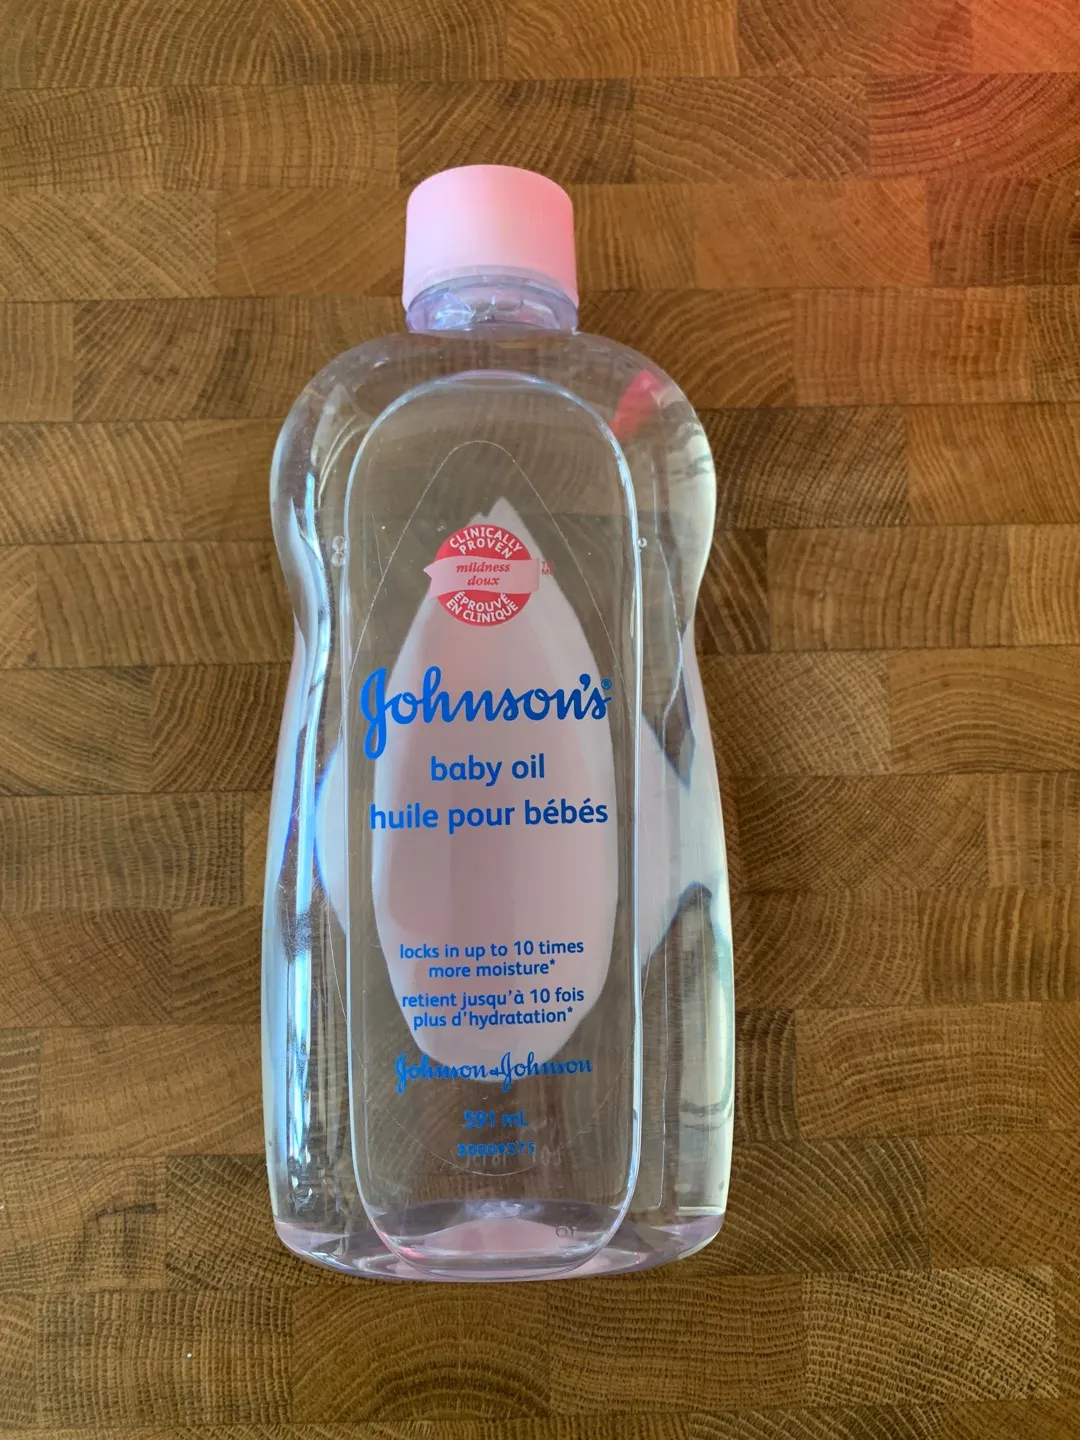 CLINICALLY
PROVEN
mildness
doux
ÉPROUVÉ
EN CLINIQUE
Johnson's®
baby oil
huile pour bébés
locks in up to 10 times
more moisture*
retient jusqu'à 10 fois
plus d'hydratation*
Johnson & Johnson
591 mL
30009375